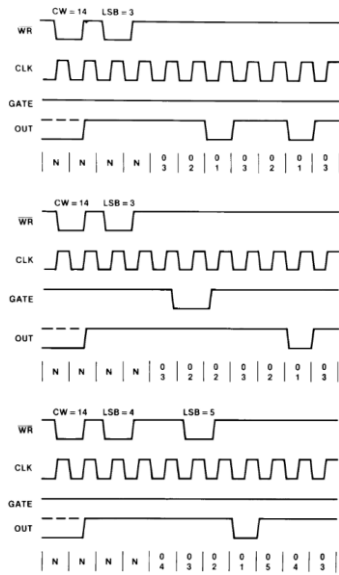 CW = 14 LSB = 3
WR
CLK
GATE
OUT
N N N N 0 0 0 0 0 0 0
3 2 1 3 2 1 3
CW = 14 LSB = 3
WR
CLK
GATE
OUT
N N N N 0 0 0 0 0 0 0
3 2 2 3 2 1 3
CW = 14 LSB = 4 LSB = 5
WR
CLK
GATE
OUT
N N N N 0 0 0 0 0 0 0
4 3 2 1 5 4 3